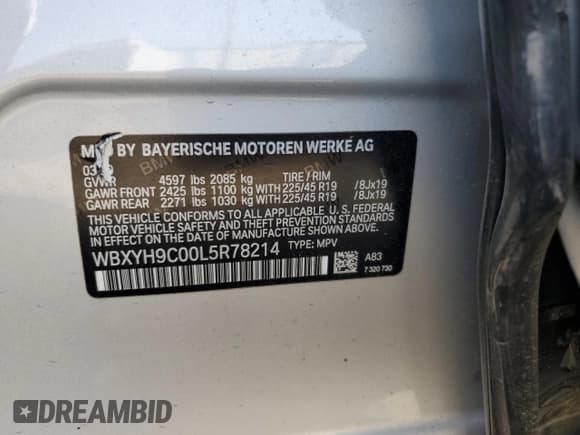 BY BAYERISCHE MOTOREN WERKE AG
GVWR 4597 lbs 2085 kg TIRE / RIM
GAWR FRONT 2425 lbs 1100 kg WITH 225/45 R19 /8Jx19
GAWR REAR 2271 lbs 1030 kg WITH 225/45 R19 /8Jx19
THIS VEHICLE CONFORMS TO ALL APPLICABLE U.S. FEDERAL
MOTOR VEHICLE SAFETY AND THEFT PREVENTION STANDARDS
IN EFFECT ON THE DATE OF MANUFACTURE SHOWN ABOVE.
WBXYH9C00L5R78214 TYPE: MPV
A83
7 320 730
DREAMBID